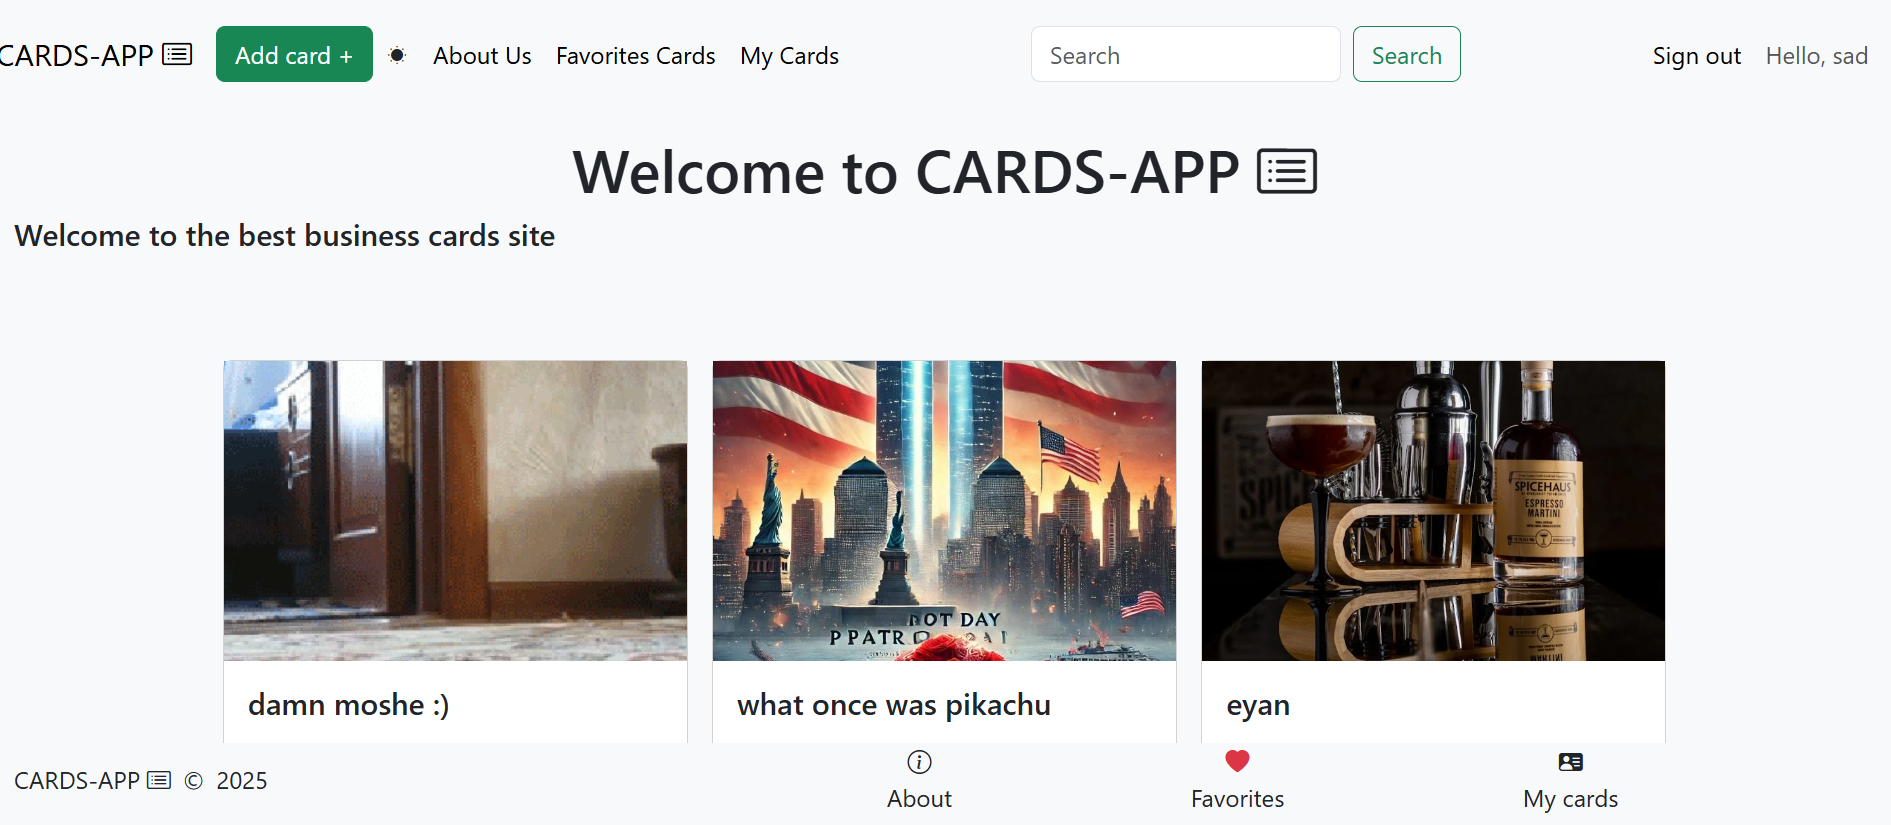 CARDS-APP
Add card +
About Us
Favorites Cards
My Cards
Search
Search
Sign out
Hello, sad
Welcome to CARDS-APP
Welcome to the best business cards site
NOT DAY
SPICEHAUS
ESPRESSO
MARTINI
damn moshe :)
what once was pikachu
eyan
CARDS-APP © 2025
About
Favorites
My cards